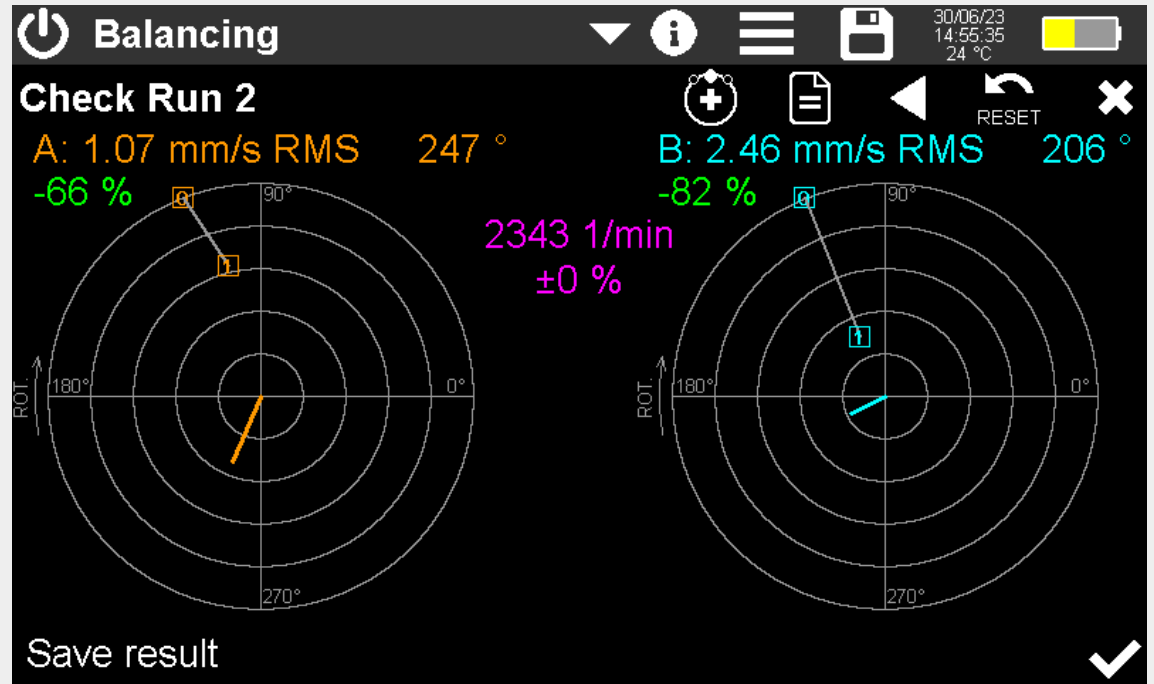 Balancing
30/06/23
14:55:35
24 °C
Check Run 2
RESET
A: 1.07 mm/s RMS 247 °
B: 2.46 mm/s RMS 206 °
-66 %
-82 %
2343 1/min
±0 %
0
90°
1
180°
0°
270°
ROT.
0
90°
1
180°
0°
270°
ROT.
Save result